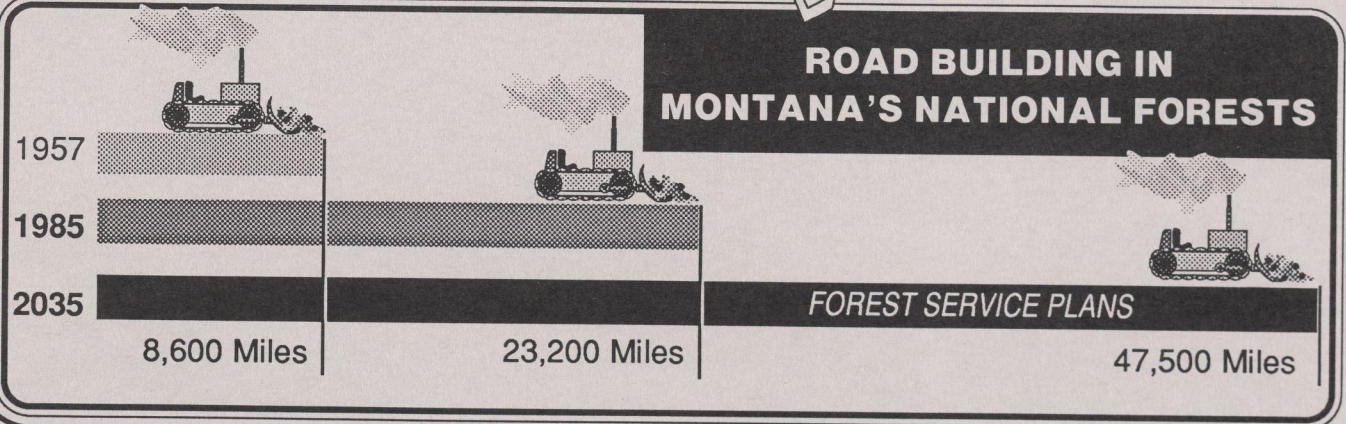 ROAD BUILDING IN
MONTANA'S NATIONAL FORESTS
1957
1985
2035
FOREST SERVICE PLANS
8,600 Miles
23,200 Miles
47,500 Miles